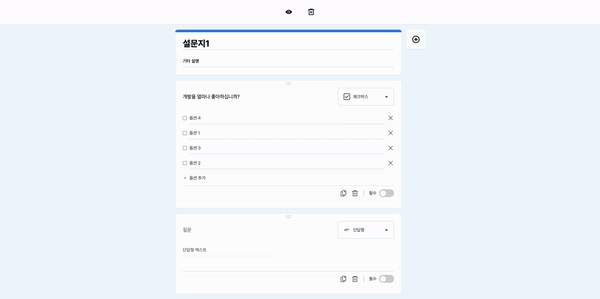 설문지1
기타 설명
개발을 얼마나 좋아하십니까?
체크박스
옵션 4
옵션 1
옵션 3
옵션 2
옵션 추가
필수
질문
단답형
단답형 텍스트
필수